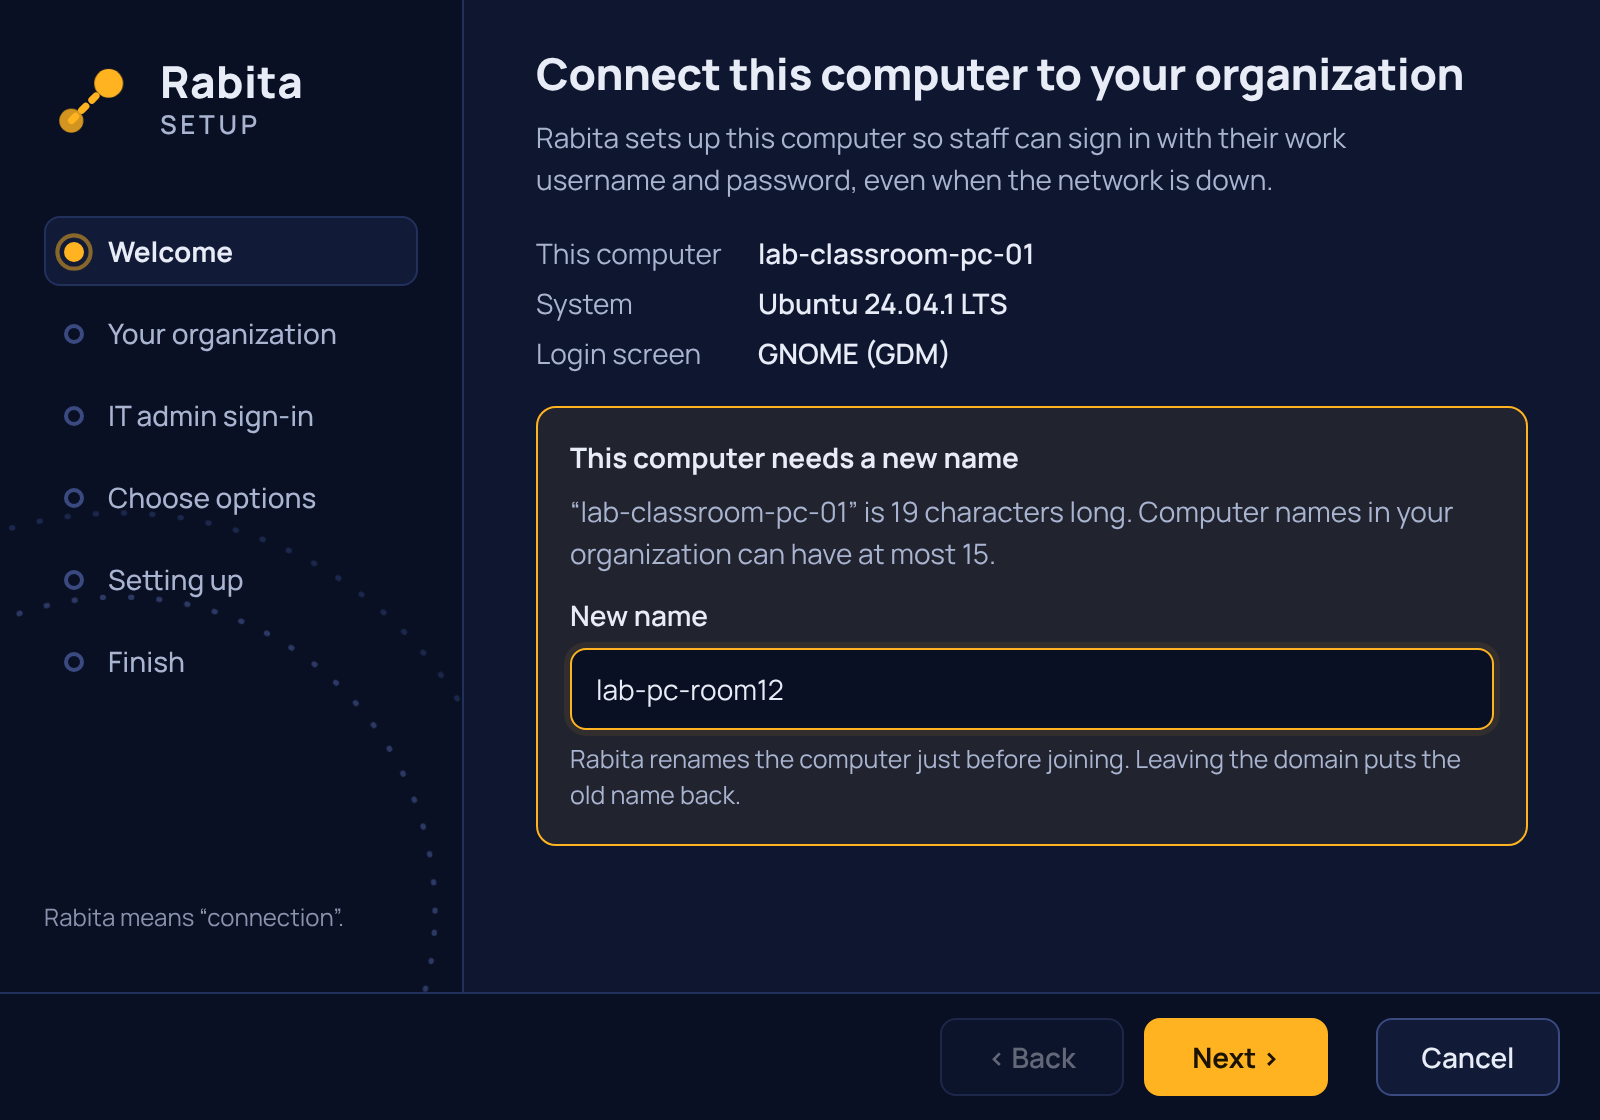 Rabita
SETUP
Welcome
Your organization
IT admin sign-in
Choose options
Setting up
Finish
Rabita means “connection”.
Connect this computer to your organization
Rabita sets up this computer so staff can sign in with their work
username and password, even when the network is down.
This computer lab-classroom-pc-01
System Ubuntu 24.04.1 LTS
Login screen GNOME (GDM)
This computer needs a new name
“lab-classroom-pc-01” is 19 characters long. Computer names in your
organization can have at most 15.
New name
lab-pc-room12
Rabita renames the computer just before joining. Leaving the domain puts the
old name back.
‹ Back
Next ›
Cancel